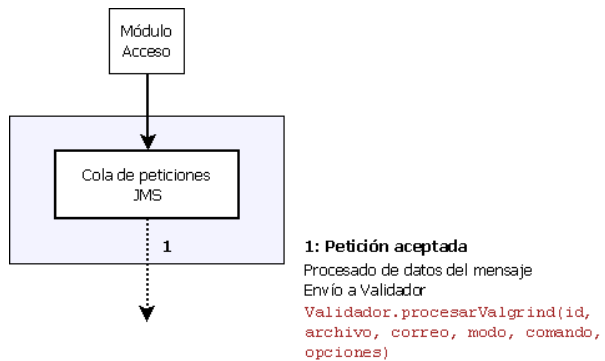 Módulo
Acceso
Cola de peticiones
JMS
1
1: Petición aceptada
Procesado de datos del mensaje
Envío a Validador
Validador.procesarValgrind(id,
archivo, correo, modo, comando,
opciones)